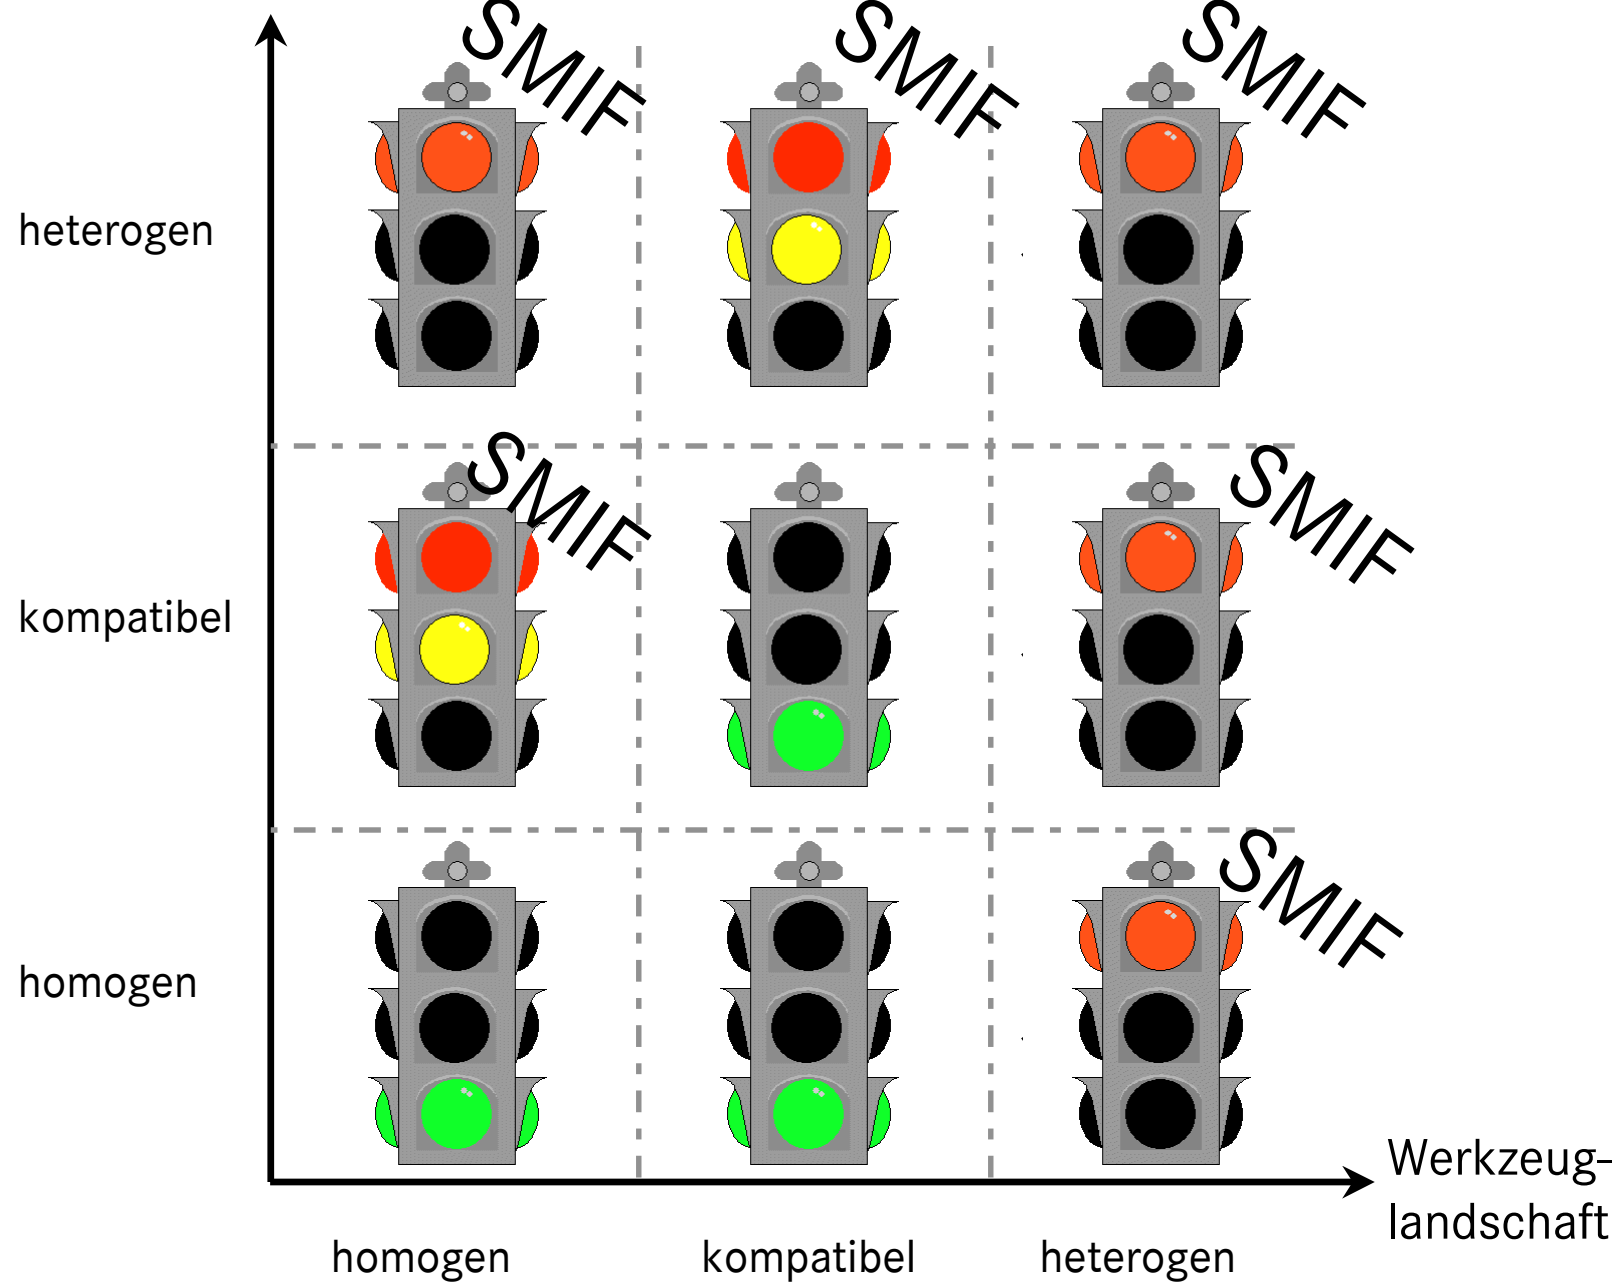 SMIF
SMIF
SMIF
heterogen
SMIF
SMIF
kompatibel
SMIF
homogen
Werkzeug-
landschaft
homogen
kompatibel
heterogen